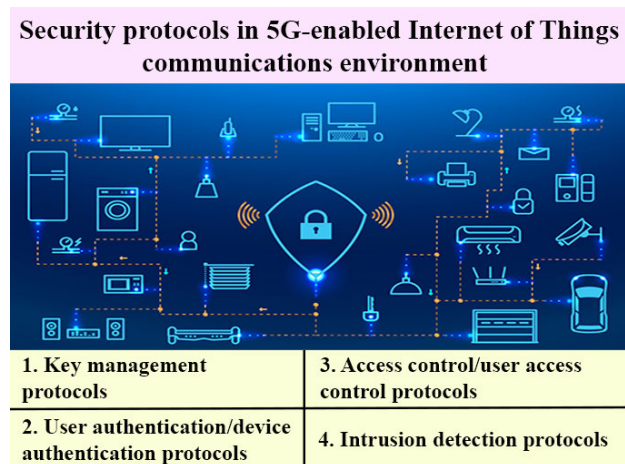 Security protocols in 5G-enabled Internet of Things
communications environment
1. Key management
protocols
3. Access control/user access
control protocols
2. User authentication/device
authentication protocols
4. Intrusion detection protocols